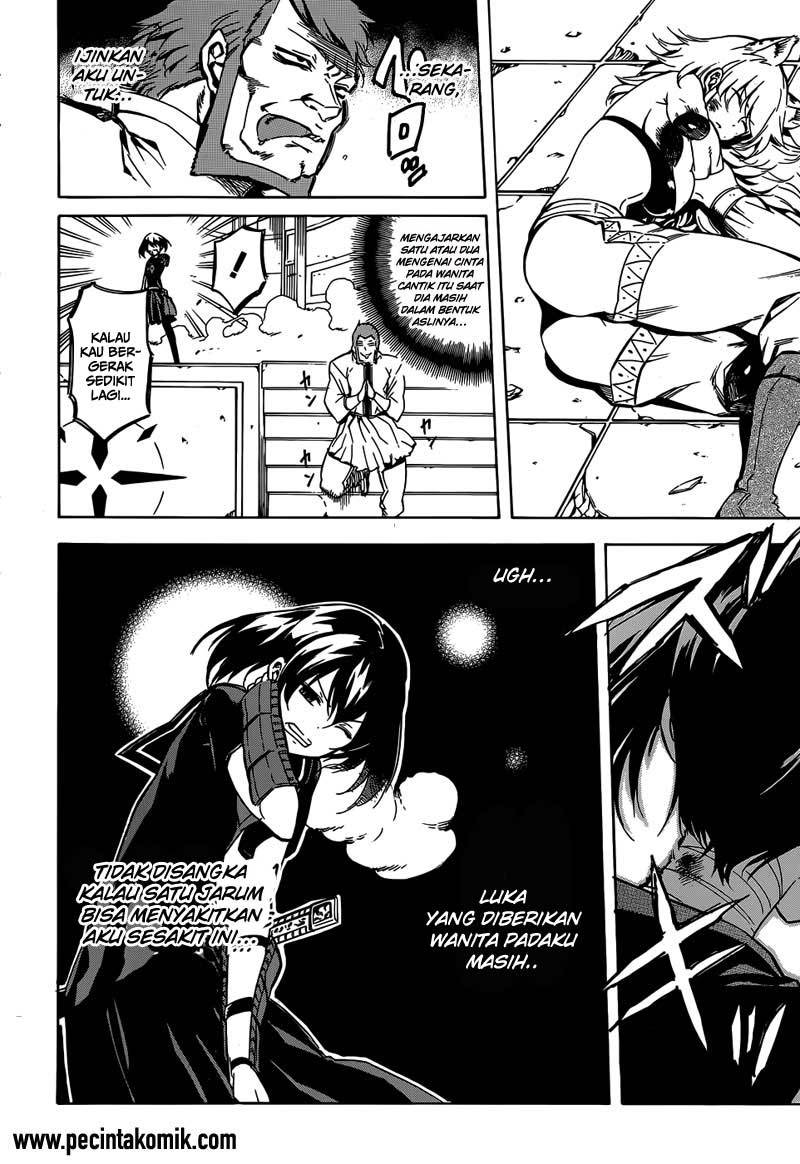 ...SEKA-
RANG,
IJINKAN
AKU UN-
TUK...
ペロ
MENGAJARKAN
SATU ATAU DUA
MENGENAI CINTA
PADA WANITA
CANTIK ITU SAAT
DIA MASIH
DALAM BENTUK
ASLINYA...
!
KALAU
KAU BER-
GERAK
SEDIKIT
LAGI...
UGH...
LUKA
YANG DIBERIKAN
WANITA PADAKU
MASIH..
TIDAK DISANGKA
KALAU SATU JARUM
BISA MENYAKITKAN
AKU SESAKIT INI...
www.pecintakomik.com